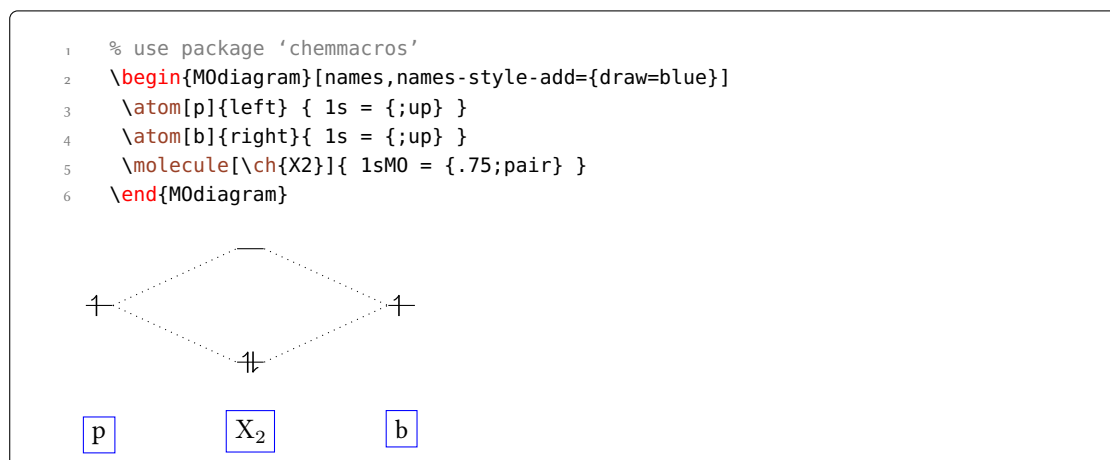 1 % use package ‘chemmacros’
2 \begin{MOdiagram}[names,names-style-add={draw=blue}]
3 \atom[p]{left} { 1s = {;up} }
4 \atom[b]{right}{ 1s = {;up} }
5 \molecule[\ch{X2}]{ 1sMO = {.75;pair} }
6 \end{MOdiagram}
p X₂ b